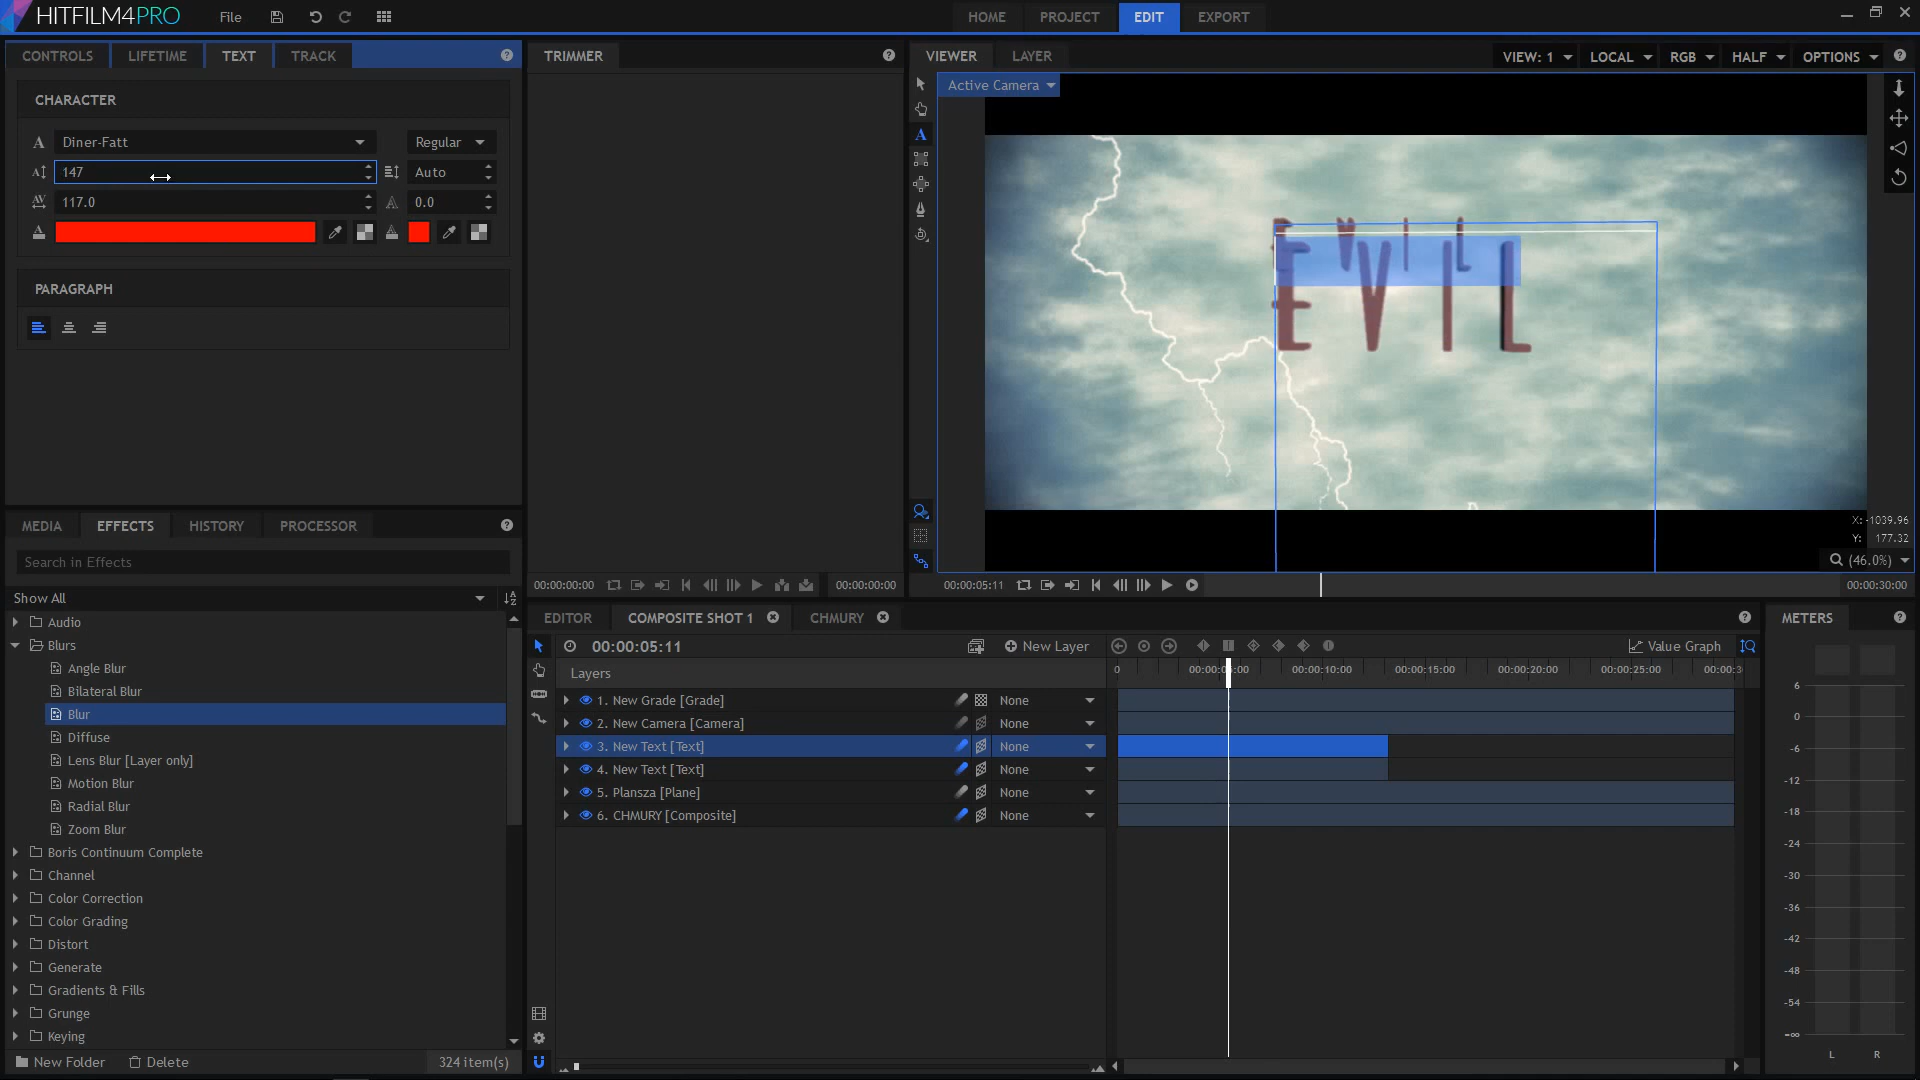 HITFILM4PRO
File
HOME PROJECT EDIT EXPORT
CONTROLS LIFETIME TEXT TRACK
TRIMMER
VIEWER LAYER
VIEW: 1 LOCAL RGB HALF OPTIONS
Active Camera
CHARACTER
Diner-Fatt Regular
147 Auto
117.0 0.0
PARAGRAPH
EVIL
EVIL
X: -1039.96
Y: 177.32
(46.0%)
00:00:00:00 00:00:00:00
00:00:05:11 00:00:30:00
MEDIA EFFECTS HISTORY PROCESSOR
Search in Effects
Show All
Audio
Blurs
Angle Blur
Bilateral Blur
Blur
Diffuse
Lens Blur [Layer only]
Motion Blur
Radial Blur
Zoom Blur
Boris Continuum Complete
Channel
Color Correction
Color Grading
Distort
Generate
Gradients & Fills
Grunge
Keying
New Folder Delete 324 item(s)
EDITOR COMPOSITE SHOT 1 CHMURY
00:00:05:11 New Layer Value Graph
Layers
0 00:00:05:00 00:00:10:00 00:00:15:00 00:00:20:00 00:00:25:00 00:00:3
1. New Grade [Grade] None
2. New Camera [Camera] None
3. New Text [Text] None
4. New Text [Text] None
5. Plansza [Plane] None
6. CHMURY [Composite] None
METERS
6
0
-6
-12
-18
-24
-30
-36
-42
-48
-54
-∞
L R